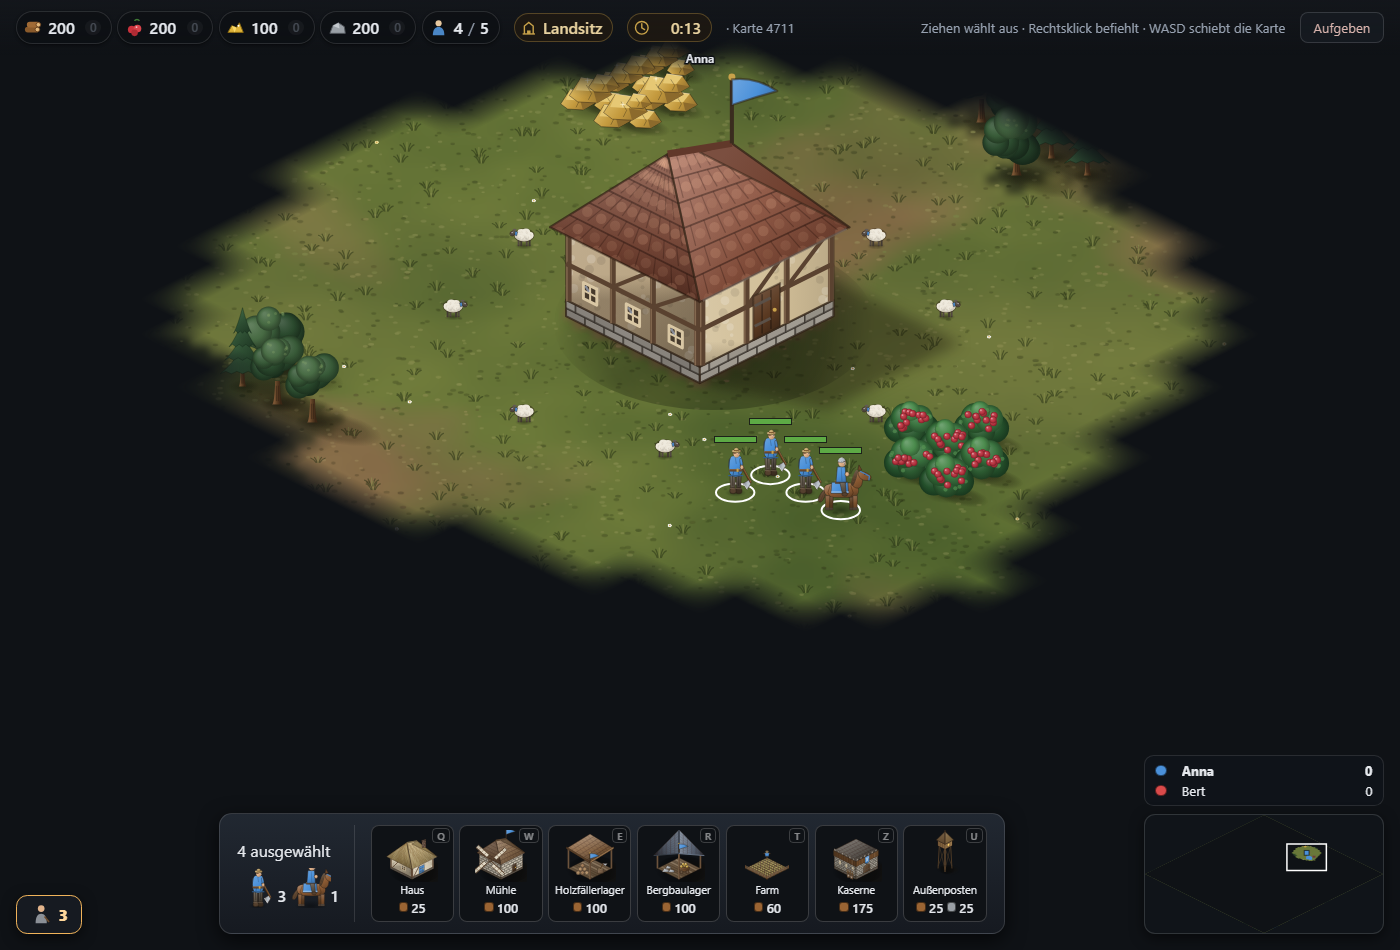 200 0 200 0 100 0 200 0 4 / 5 Landsitz 0:13 · Karte 4711 Ziehen wählt aus · Rechtsklick befiehlt · WASD schiebt die Karte Aufgeben
Anna
Anna 0
Bert 0
4 ausgewählt
3 1
Q W E R T Z U
Haus Mühle Holzfällerlager Bergbaulager Farm Kaserne Außenposten
25 100 100 100 60 175 25 25
3